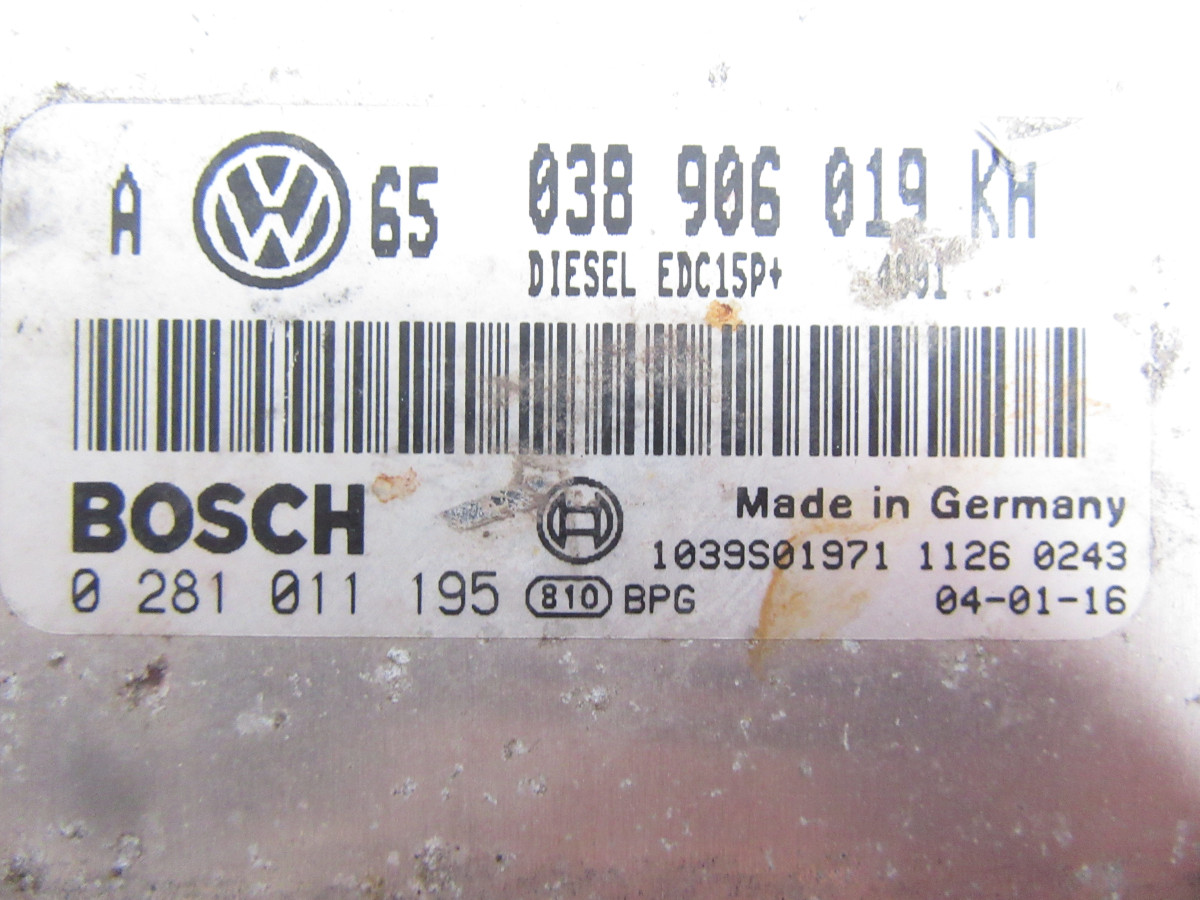 A VW 65 038 906 019 KH
DIESEL EDC15P+
BOSCH
Made in Germany
1039S01971 1126 0243
0 281 011 195 810 BPG 04-01-16